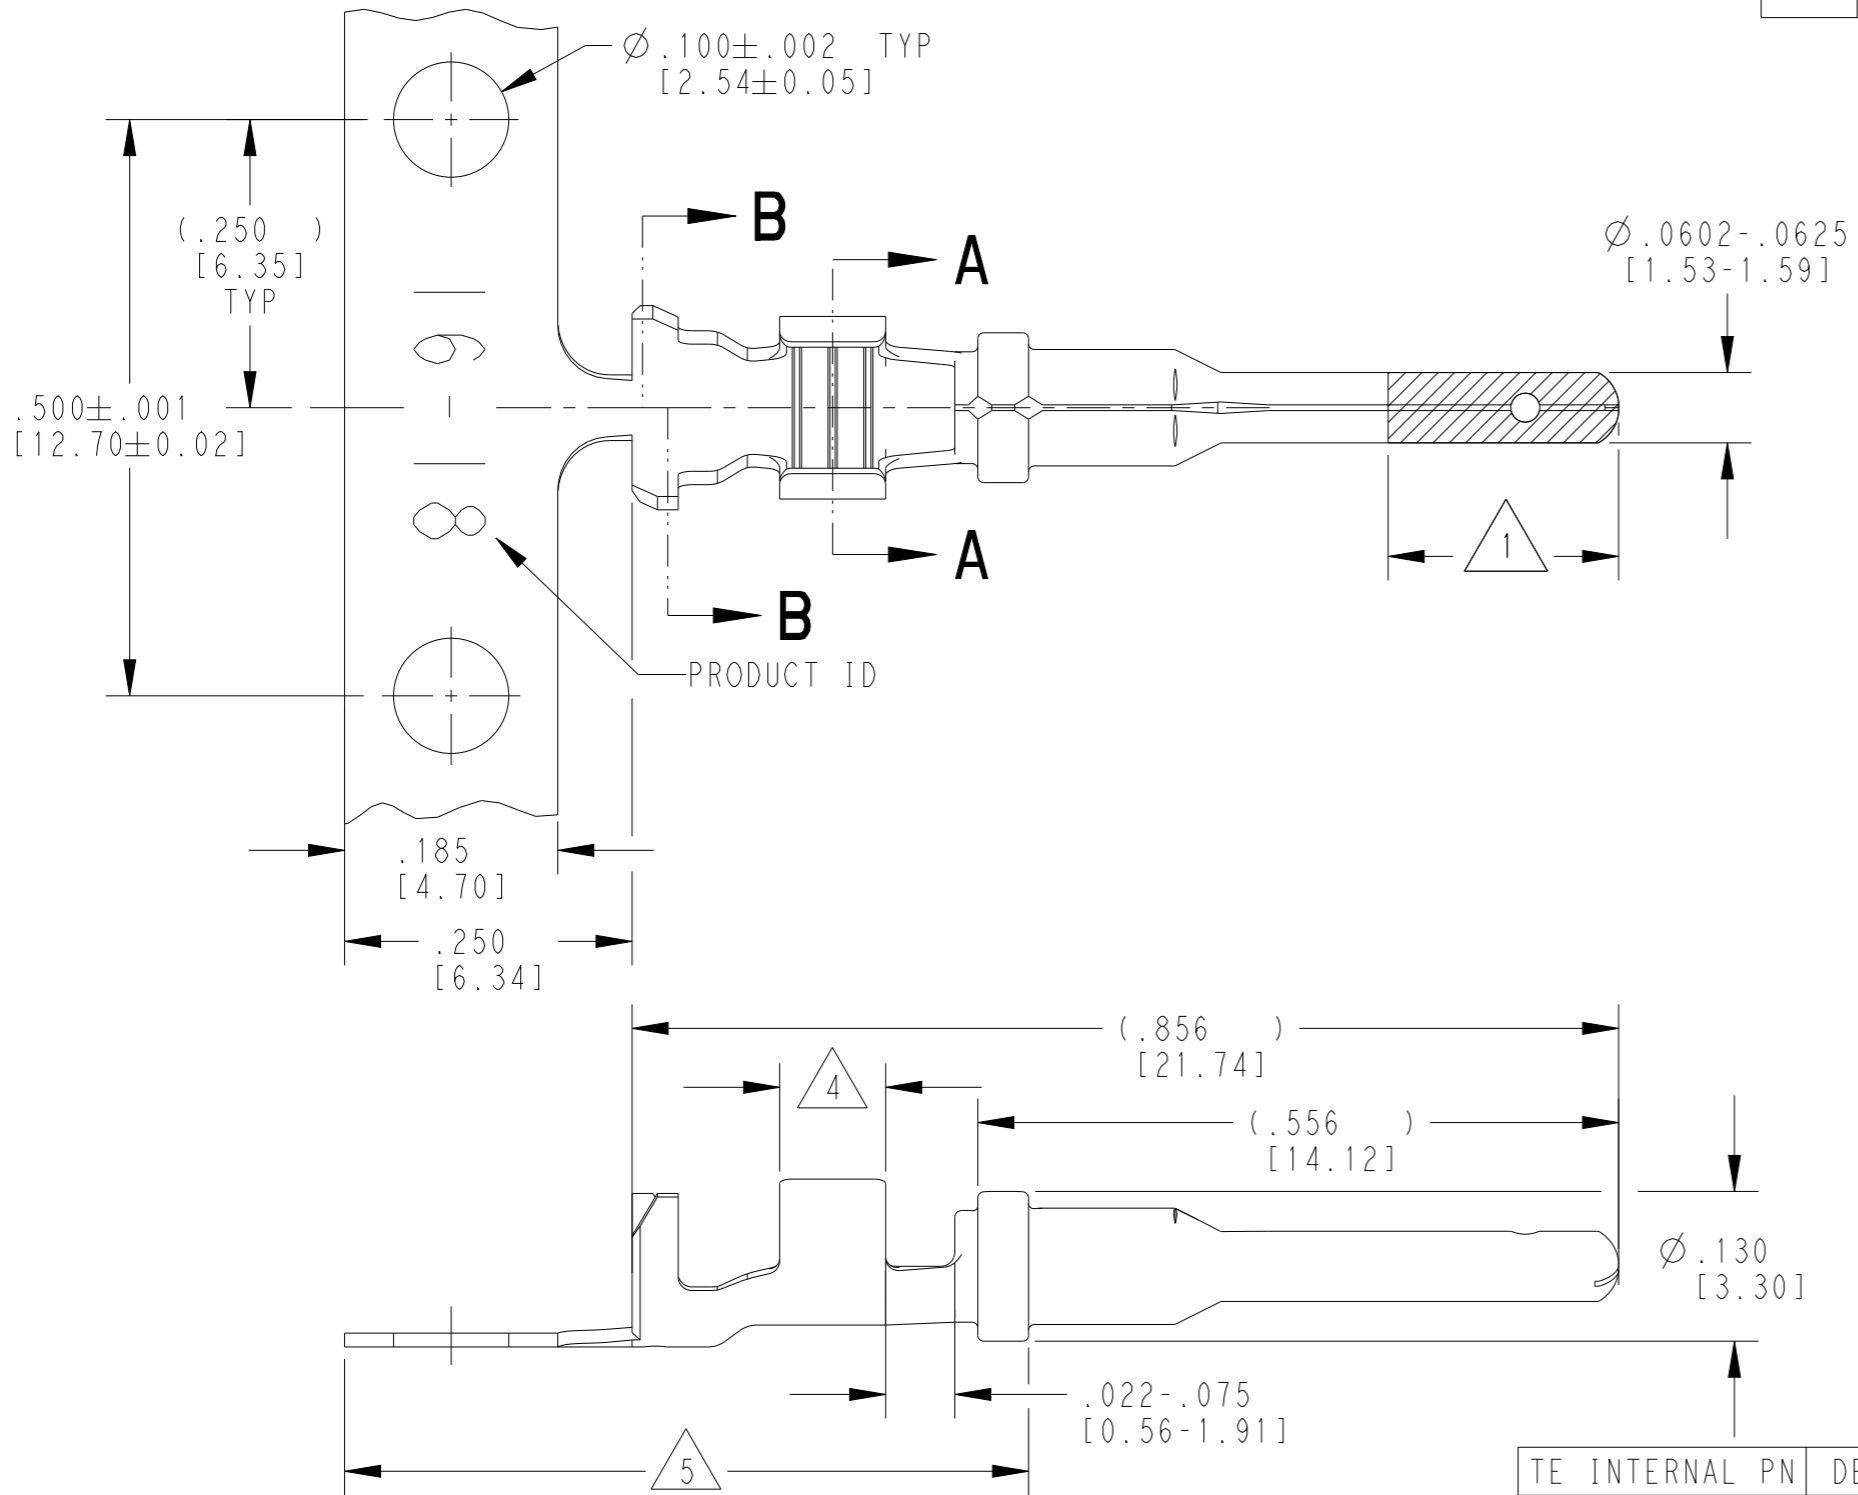 Ø.100±.002 TYP
[2.54±0.05]
(.250 )
[6.35]
TYP
.500±.001
[12.70±0.02]
B
A
Ø.0602-.0625
[1.53-1.59]
1
A
B
PRODUCT ID
.185
[4.70]
.250
[6.34]
(.856 )
[21.74]
4
(.556 )
[14.12]
Ø.130
[3.30]
.022-.075
[0.56-1.91]
5
TE INTERNAL PN